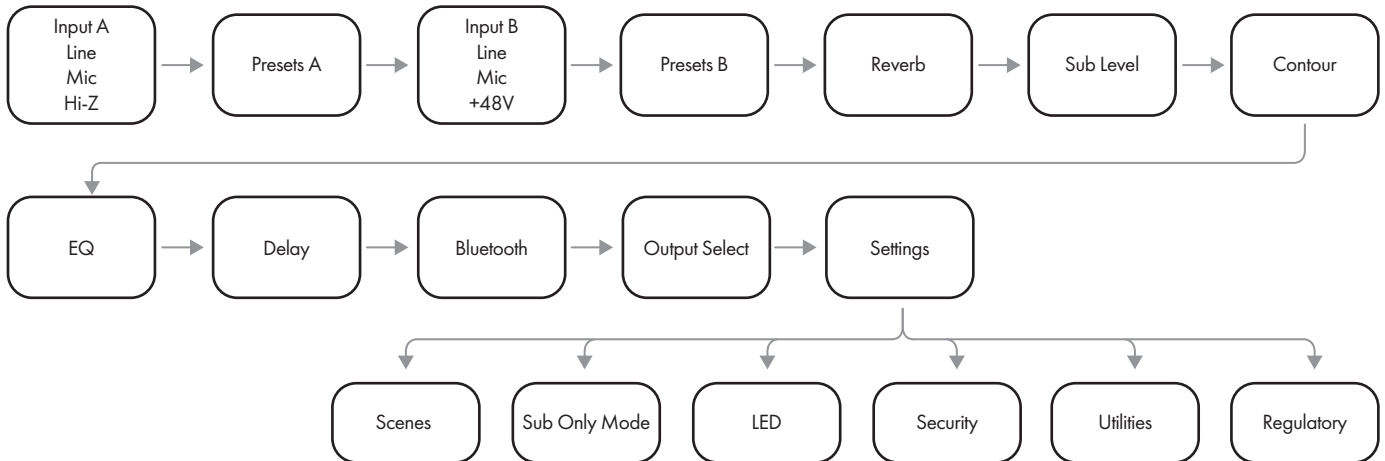 Input A
Line
Mic
Hi-Z
Presets A
Input B
Line
Mic
+48V
Presets B
Reverb
Sub Level
Contour
EQ
Delay
Bluetooth
Output Select
Settings
Scenes
Sub Only Mode
LED
Security
Utilities
Regulatory